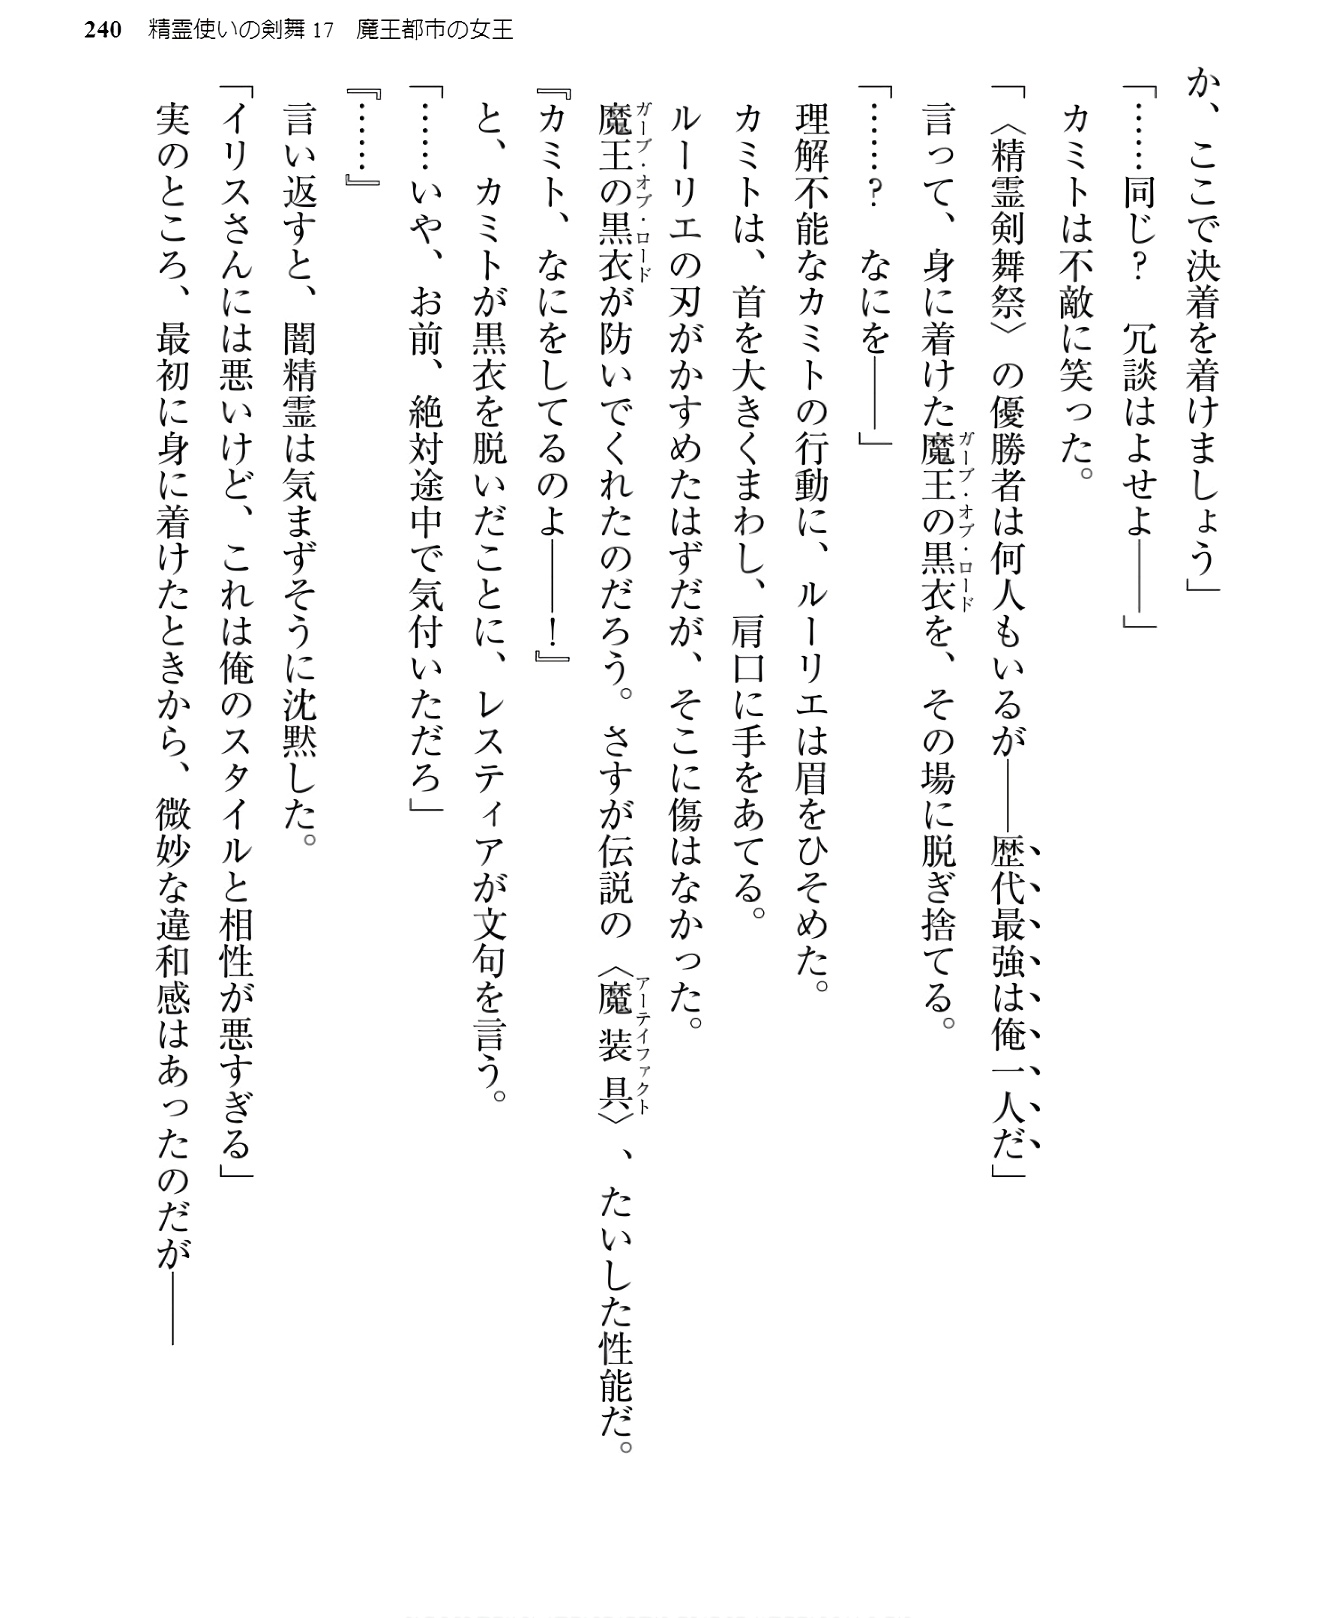 240　精霊使いの剣舞17　魔王都市の女王
か、ここで決着を着けましょう」
「……同じ？　冗談はよせよ――」
カミトは不敵に笑った。
「〈精霊剣舞祭〉の優勝者は何人もいるが――歴代最強は俺一人だ」
言って、身に着けた魔王の黒衣を、その場に脱ぎ捨てる。
ガーブ・オブ・ロード
「……？　なにを――」
理解不能なカミトの行動に、ルーリエは眉をひそめた。
カミトは、首を大きくまわし、肩口に手をあてる。
ルーリエの刃がかすめたはずだが、そこに傷はなかった。
魔王の黒衣が防いでくれたのだろう。さすが伝説の〈魔装具〉、たいした性能だ。
ガーブ・オブ・ロード
アーティファクト
『カミト、なにをしてるのよ――！』
と、カミトが黒衣を脱いだことに、レスティアが文句を言う。
「……いや、お前、絶対途中で気付いただろ」
『……』
言い返すと、闇精霊は気まずそうに沈黙した。
「イリスさんには悪いけど、これは俺のスタイルと相性が悪すぎる」
実のところ、最初に身に着けたときから、微妙な違和感はあったのだが――